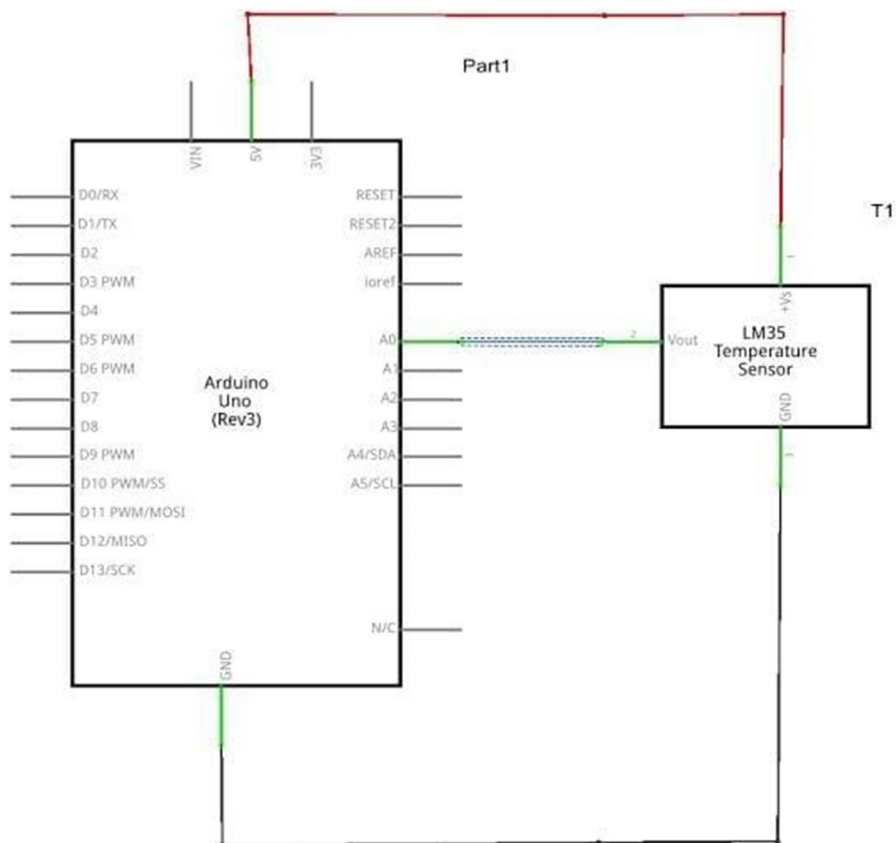 Part1
VIN
5V
3V3
D0/RX
RESET
T1
D1/TX
RESET2
D2
AREF
D3 PWM
ioref
1
+Vs
D4
D5 PWM
A0
2
Vout
LM35
Temperature
Sensor
D6 PWM
A1
D7
Arduino
Uno
(Rev3)
A2
GND
D8
A3
D9 PWM
A4/SDA
D10 PWM/SS
A5/SCL
D11 PWM/MOSI
D12/MISO
D13/SCK
N/C
GND